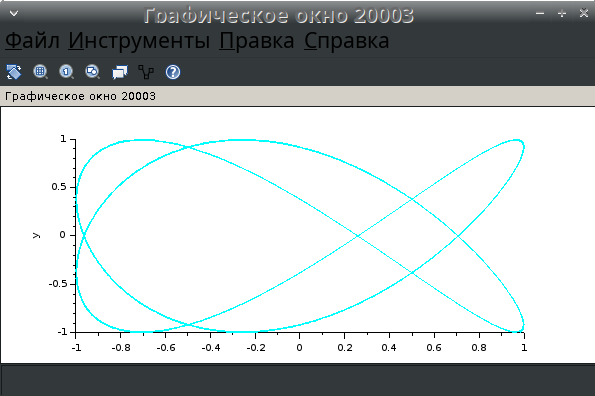 Графическое окно 20003
Файл Инструменты Правка Справка
Графическое окно 20003
1
0.5
0
-0.5
-1
y
-1 -0.8 -0.6 -0.4 -0.2 0 0.2 0.4 0.6 0.8 1